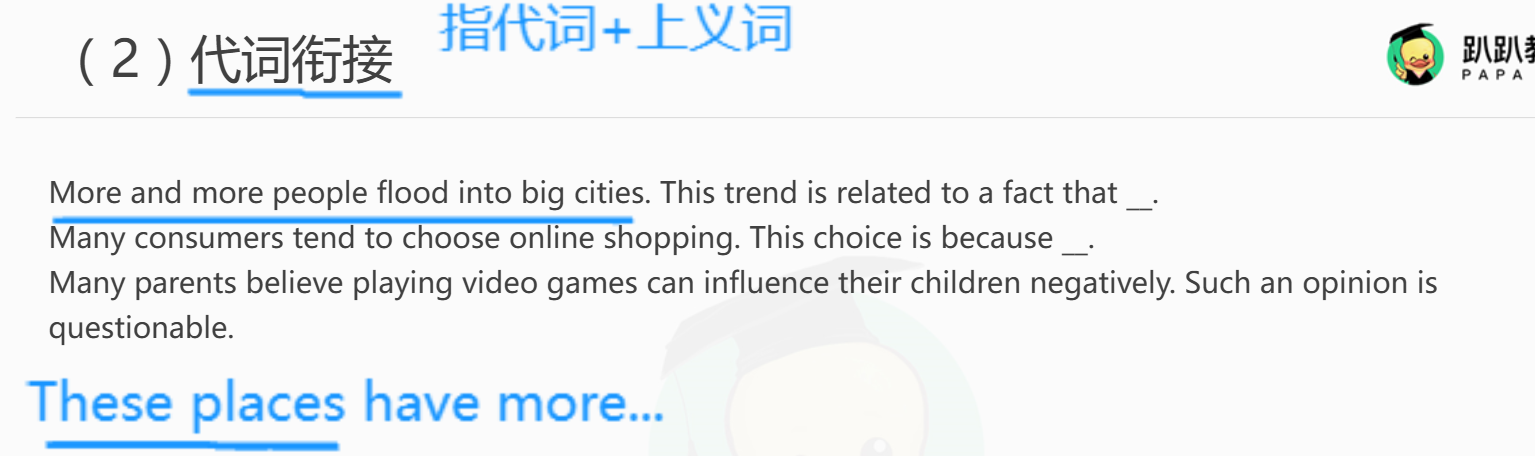 （2）代词衔接
指代词+上义词
趴趴教
PAPA
More and more people flood into big cities. This trend is related to a fact that __.
Many consumers tend to choose online shopping. This choice is because __.
Many parents believe playing video games can influence their children negatively. Such an opinion is
questionable.
These places have more...